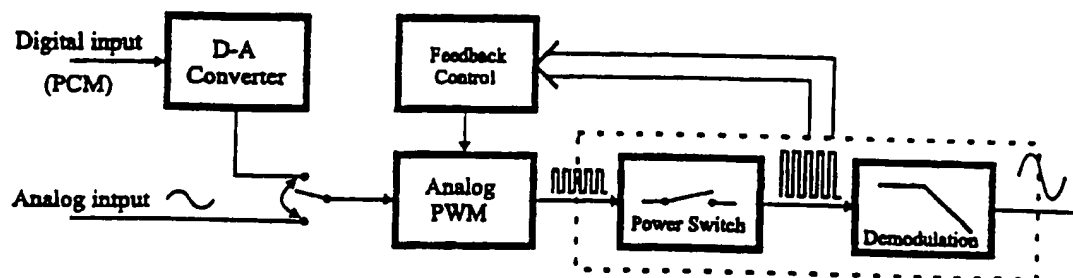 Digital input
(PCM)
D-A
Converter
Feedback
Control
Analog intput
Analog
PWM
Power Switch
Demodulation